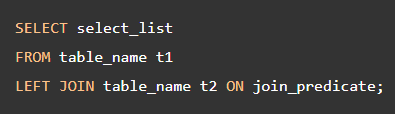 SELECT select_list
FROM table_name t1
LEFT JOIN table_name t2 ON join_predicate;